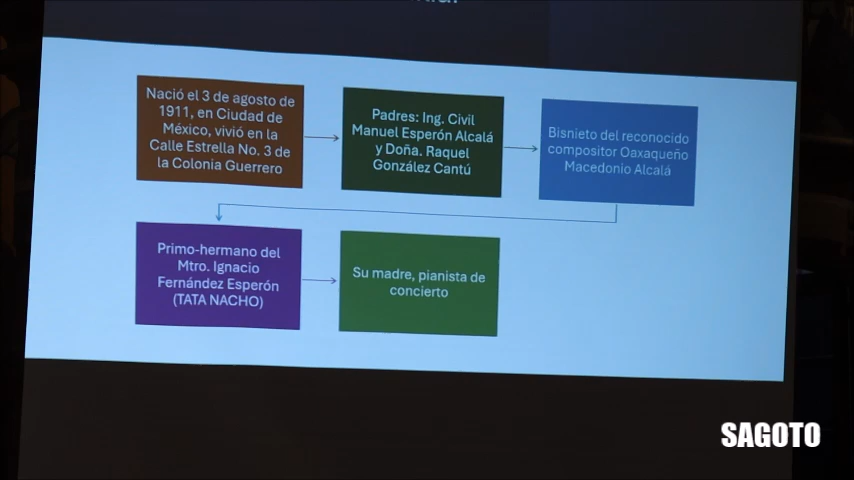 Nació el 3 de agosto de
1911, en Ciudad de
México, vivió en la
Calle Estrella No. 3 de
la Colonia Guerrero
Padres: Ing. Civil
Manuel Esperón Alcalá
y Doña. Raquel
González Cantú
Bisnieto del reconocido
compositor Oaxaqueño
Macedonio Alcalá
Primo-hermano del
Mtro. Ignacio
Fernández Esperón
(TATA NACHO)
Su madre, pianista de
concierto
SAGOTO